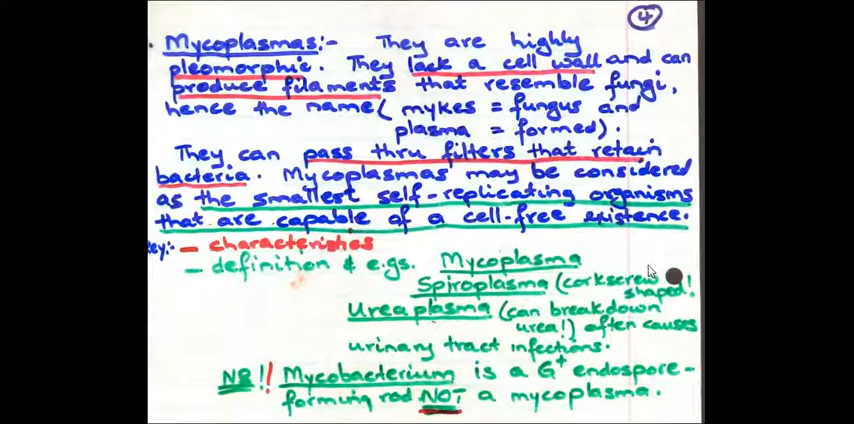 4
• Mycoplasmas:- They are highly
pleomorphic. They lack a cell wall and can
produce filaments that resemble fungi,
hence the name ( mykes = fungus and
plasma = formed).
They can pass thru filters that retain
bacteria. Mycoplasmas may be considered
as the smallest self-replicating organisms
that are capable of a cell-free existence.
Key:- - characteristics
- definition & e.gs. Mycoplasma
Spiroplasma (corkscrew
shaped!
Ureaplasma (can breakdown
urea!) often causes
urinary tract infections.
NB!! Mycobacterium is a G+ endospore-
forming rod NOT a mycoplasma.